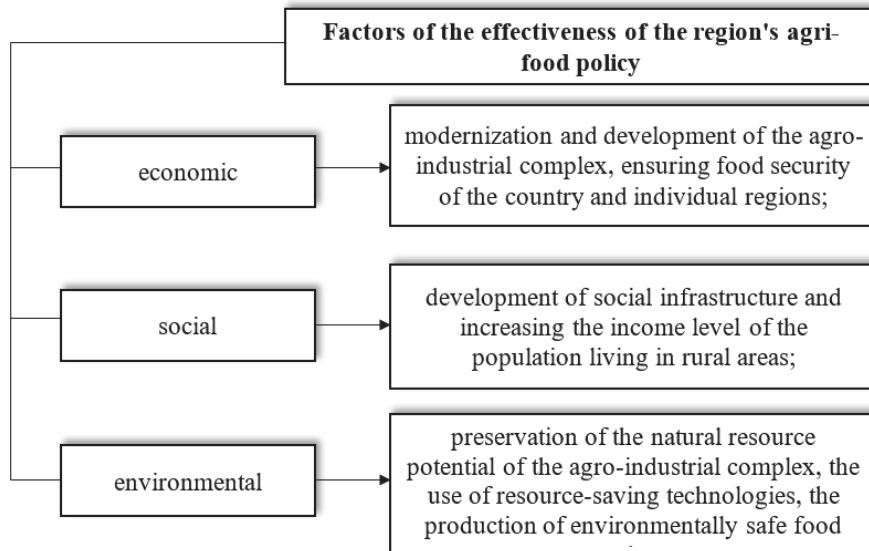 Factors of the effectiveness of the region's agri-
food policy
economic
modernization and development of the agro-
industrial complex, ensuring food security
of the country and individual regions;
social
development of social infrastructure and
increasing the income level of the
population living in rural areas;
environmental
preservation of the natural resource
potential of the agro-industrial complex, the
use of resource-saving technologies, the
production of environmentally safe food